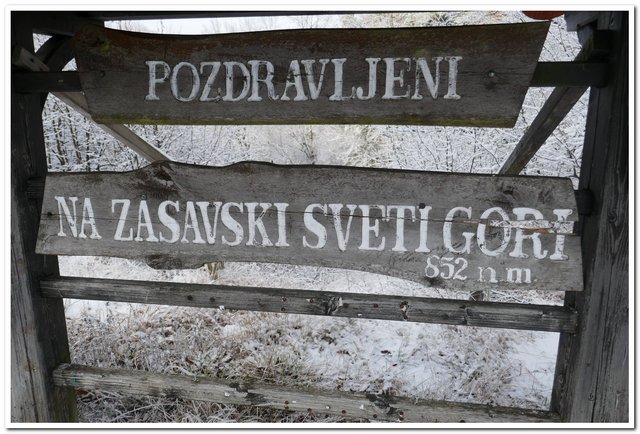 POZDRAVLJENI
NA ZASAVSKI SVETI GORI
852 n.m.